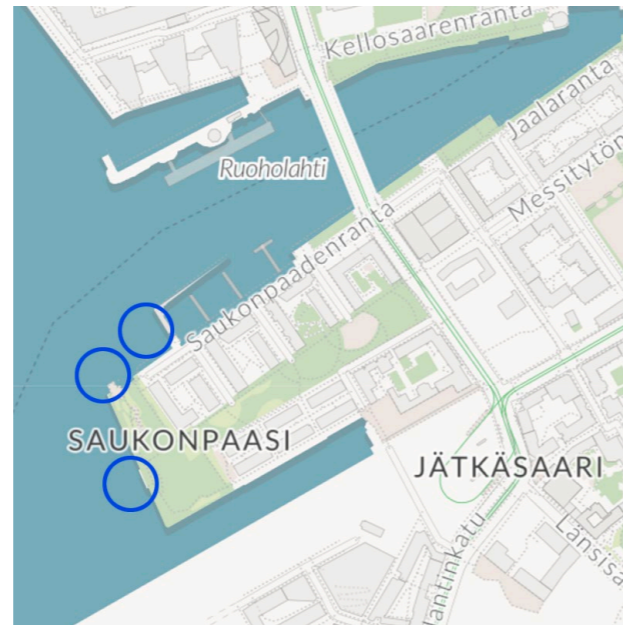 Kellosaarenranta
Jaalaranta
Ruoholahti
Messitytön
Saukonpaadenranta
SAUKONPAASI
JÄTKÄSAARI
lantinkatu
Länsisa